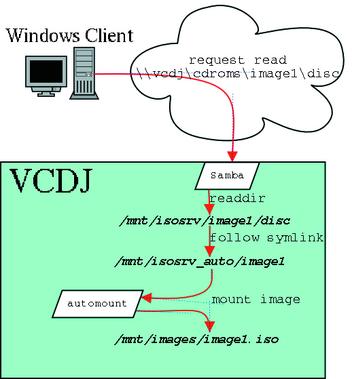 Windows Client
request read
\\vcdj\cdroms\image1\disc
VCDJ
Samba
readdir
/mnt/isosrv/image1/disc
follow symlink
/mnt/isosrv_auto/image1
automount
mount image
/mnt/images/image1.iso